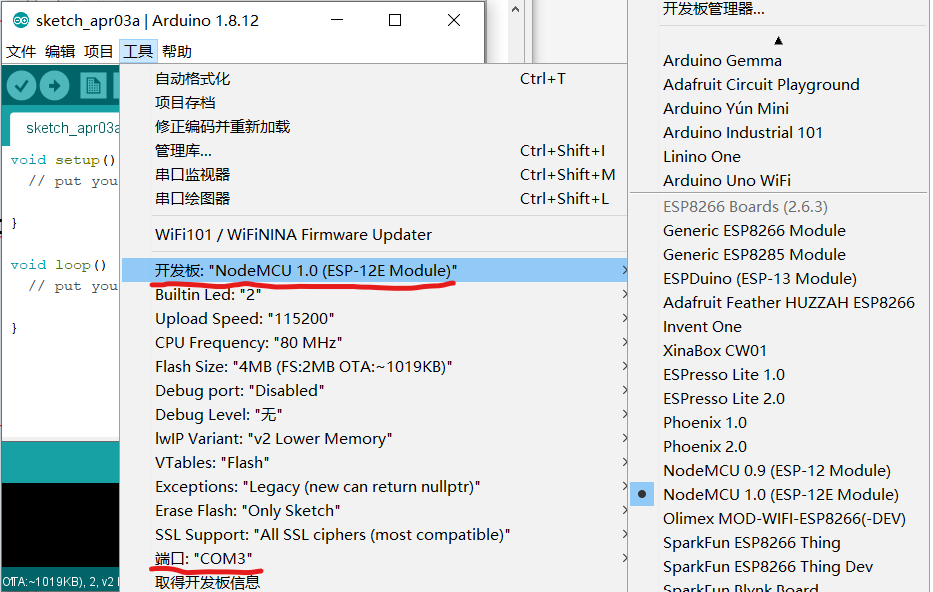 sketch_apr03a | Arduino 1.8.12
文件 编辑 项目 工具 帮助
sketch_apr03a
void setup()
// put you
}
void loop()
// put you
}
OTA:~1019KB), 2, v2
自动格式化 Ctrl+T
项目存档
修正编码并重新加载
管理库... Ctrl+Shift+I
串口监视器 Ctrl+Shift+M
串口绘图器 Ctrl+Shift+L
WiFi101 / WiFiNINA Firmware Updater
开发板: "NodeMCU 1.0 (ESP-12E Module)"
Builtin Led: "2"
Upload Speed: "115200"
CPU Frequency: "80 MHz"
Flash Size: "4MB (FS:2MB OTA:~1019KB)"
Debug port: "Disabled"
Debug Level: "无"
lwIP Variant: "v2 Lower Memory"
VTables: "Flash"
Exceptions: "Legacy (new can return nullptr)"
Erase Flash: "Only Sketch"
SSL Support: "All SSL ciphers (most compatible)"
端口: "COM3"
取得开发板信息
开发板管理器...
Arduino Gemma
Adafruit Circuit Playground
Arduino Yún Mini
Arduino Industrial 101
Linino One
Arduino Uno WiFi
ESP8266 Boards (2.6.3)
Generic ESP8266 Module
Generic ESP8285 Module
ESPDuino (ESP-13 Module)
Adafruit Feather HUZZAH ESP8266
Invent One
XinaBox CW01
ESPresso Lite 1.0
ESPresso Lite 2.0
Phoenix 1.0
Phoenix 2.0
NodeMCU 0.9 (ESP-12 Module)
NodeMCU 1.0 (ESP-12E Module)
Olimex MOD-WIFI-ESP8266(-DEV)
SparkFun ESP8266 Thing
SparkFun ESP8266 Thing Dev
SparkFun Blynk Board